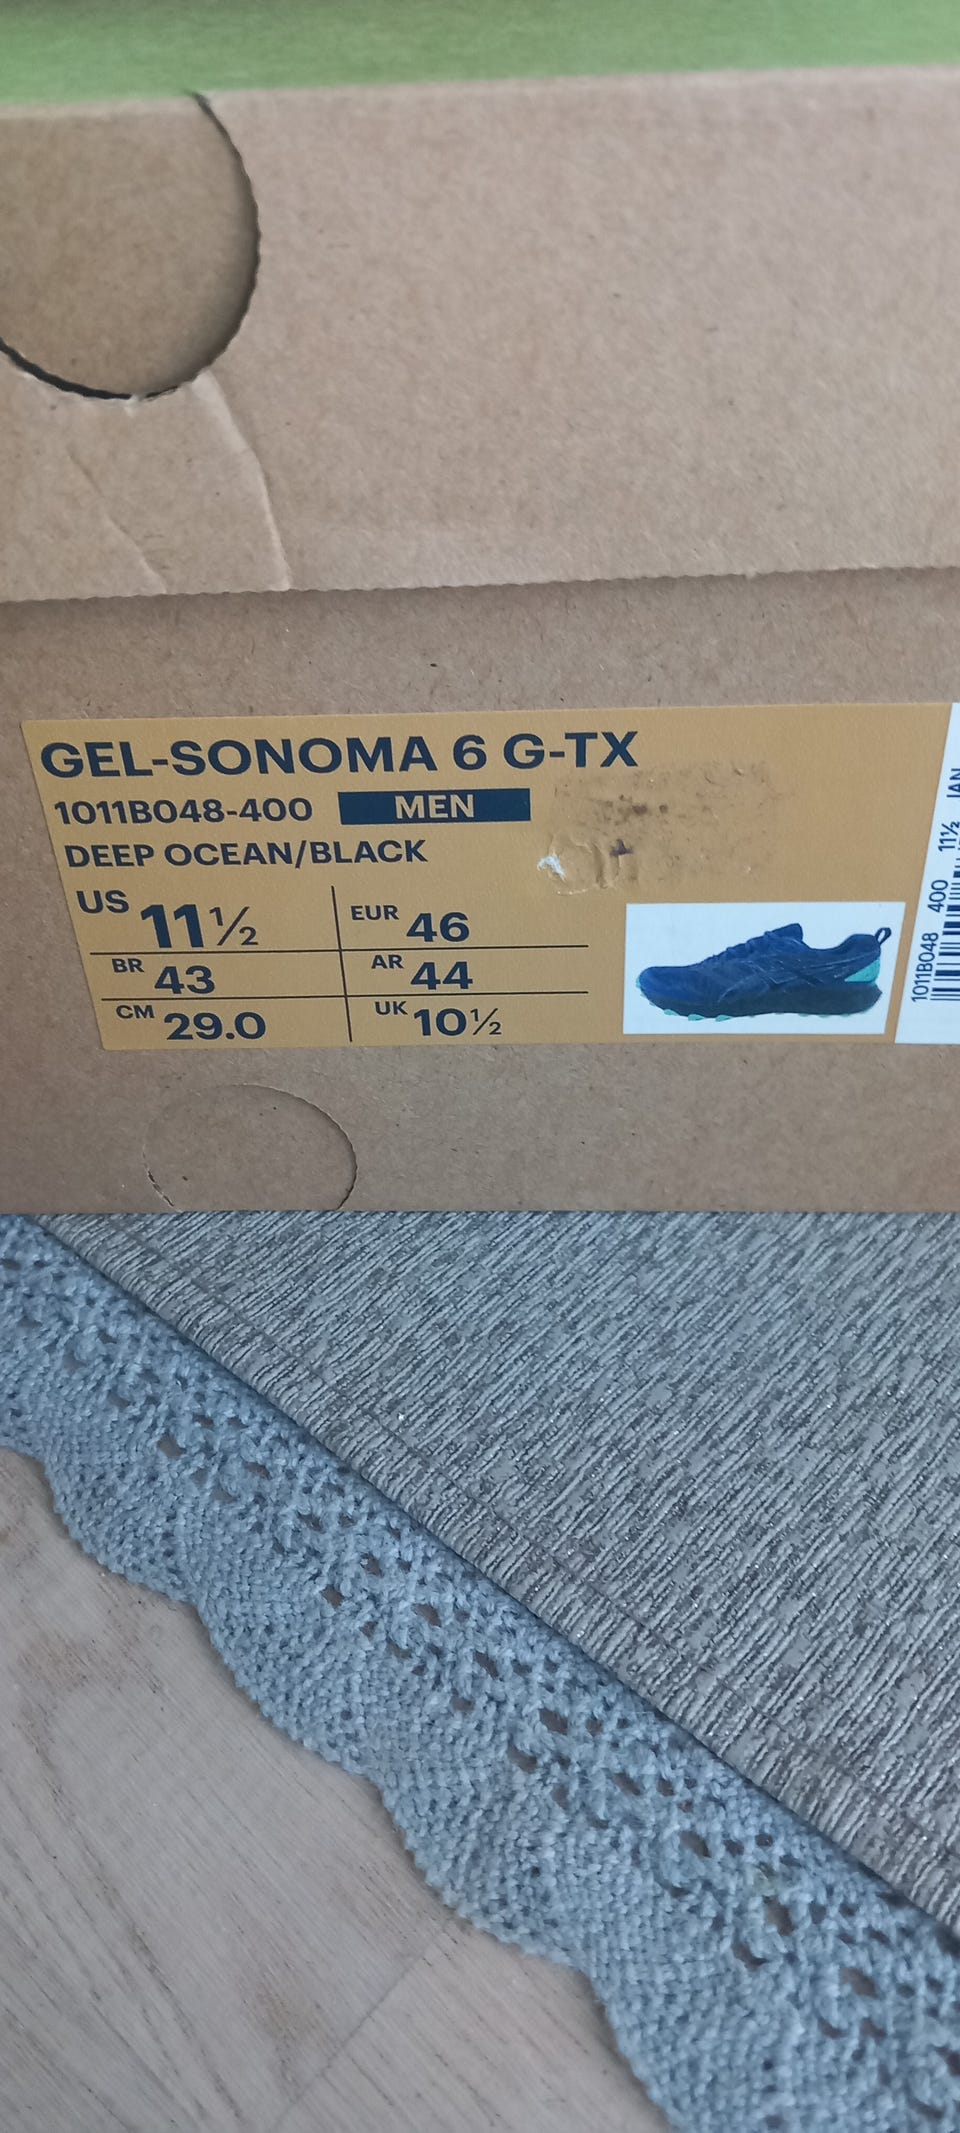 GEL-SONOMA 6 G-TX
1011B048-400 MEN
DEEP OCEAN/BLACK
US 11½ EUR 46
BR 43 AR 44
CM 29.0 UK 10½
1011B048 400 11½